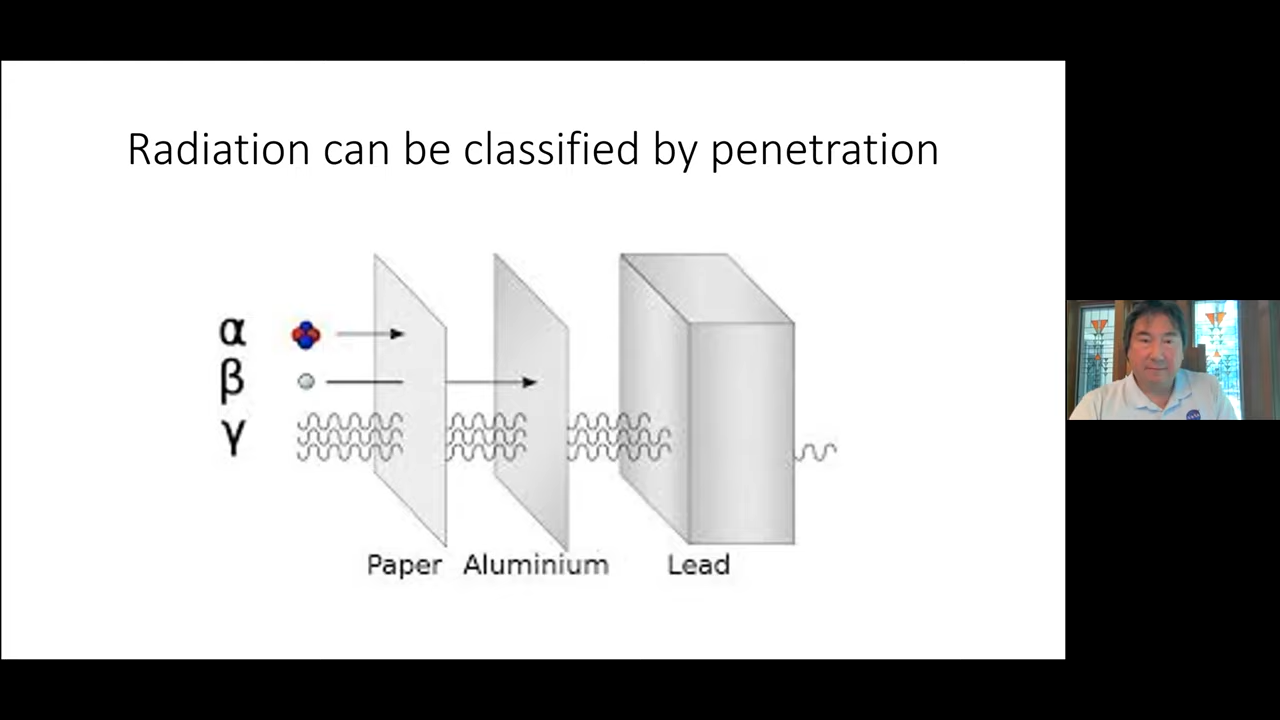 Radiation can be classified by penetration
α
β
γ
Paper Aluminium Lead